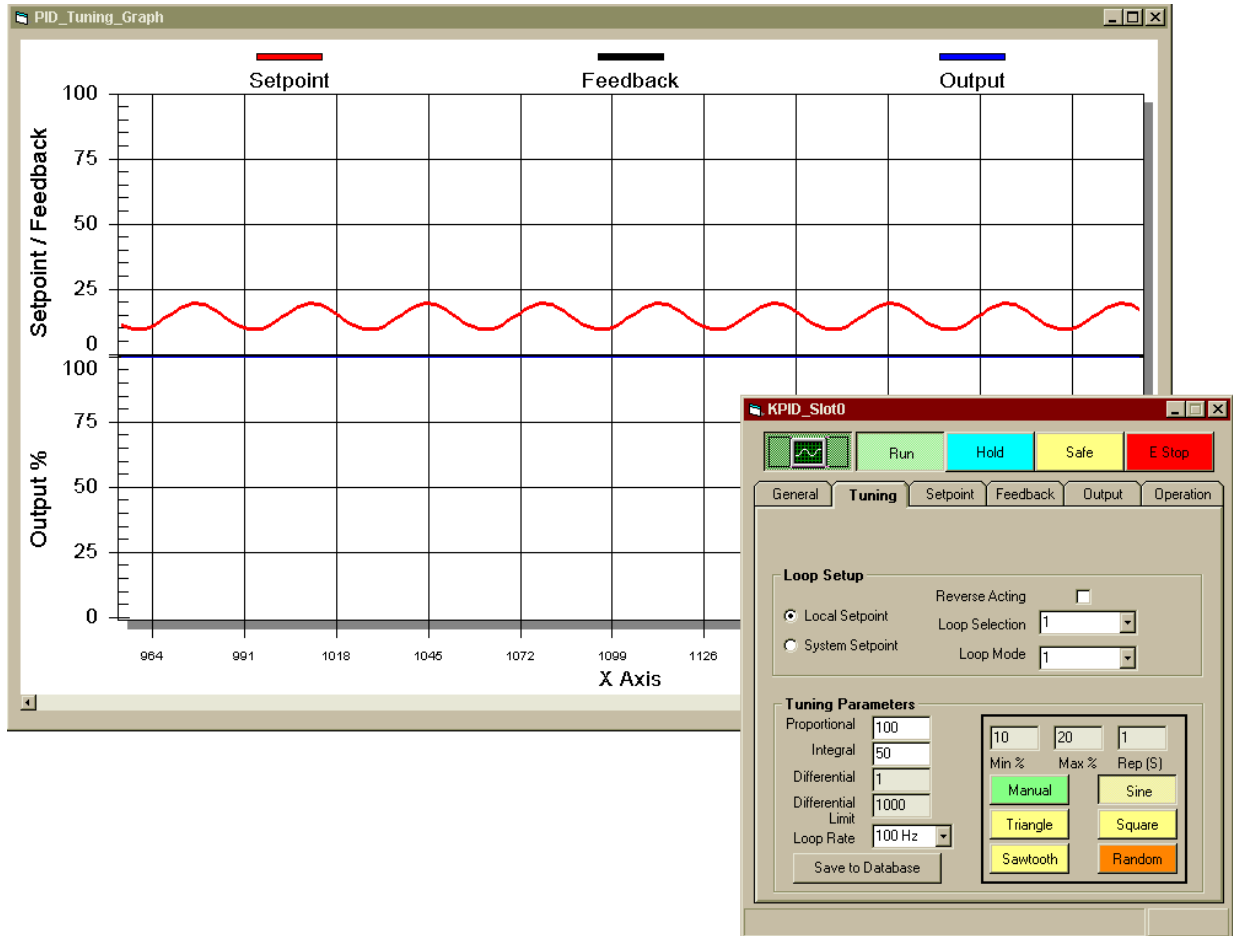 PID_Tuning_Graph
Setpoint Feedback Output
Setpoint / Feedback
100
75
50
25
0
Output %
100
75
50
25
0
964 991 1018 1045 1072 1099 1126
X Axis
KPID_Slot0
Run Hold Safe E Stop
General Tuning Setpoint Feedback Output Operation
Loop Setup
Reverse Acting
Local Setpoint
Loop Selection 1
System Setpoint
Loop Mode 1
Tuning Parameters
Proportional 100
Integral 50
Differential 1
Differential Limit 1000
Loop Rate 100 Hz
Save to Database
10 20 1
Min % Max % Rep (S)
Manual Sine
Triangle Square
Sawtooth Random